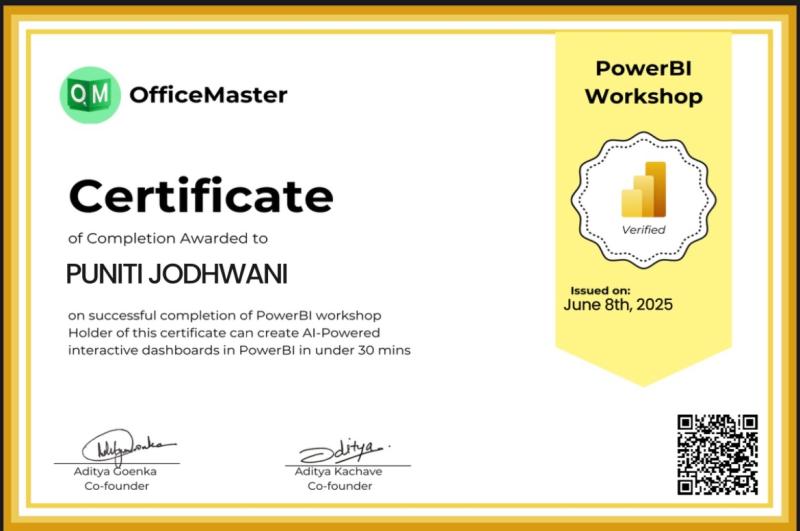 OM OfficeMaster
PowerBI
Workshop
Verified
Issued on:
June 8th, 2025
Certificate
of Completion Awarded to
PUNITI JODHWANI
on successful completion of PowerBI workshop
Holder of this certificate can create AI-Powered
interactive dashboards in PowerBI in under 30 mins
Aditya Goenka
Co-founder
Aditya.
Aditya Kachave
Co-founder